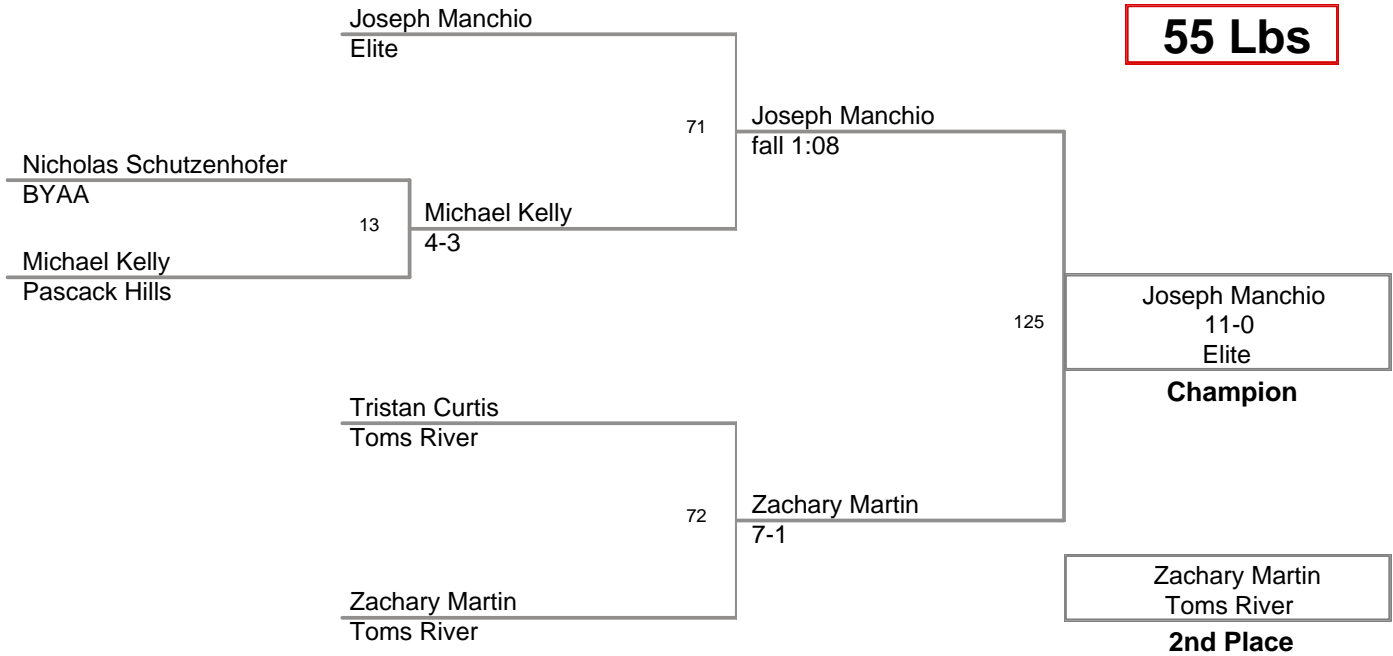 Joseph Manchio
Elite
55 Lbs
71
Joseph Manchio
fall 1:08
Nicholas Schutzenhofer
BYAA
13
Michael Kelly
4-3
Michael Kelly
Pascack Hills
125
Joseph Manchio
11-0
Elite
Champion
Tristan Curtis
Toms River
72
Zachary Martin
7-1
Zachary Martin
Toms River
Zachary Martin
Toms River
2nd Place